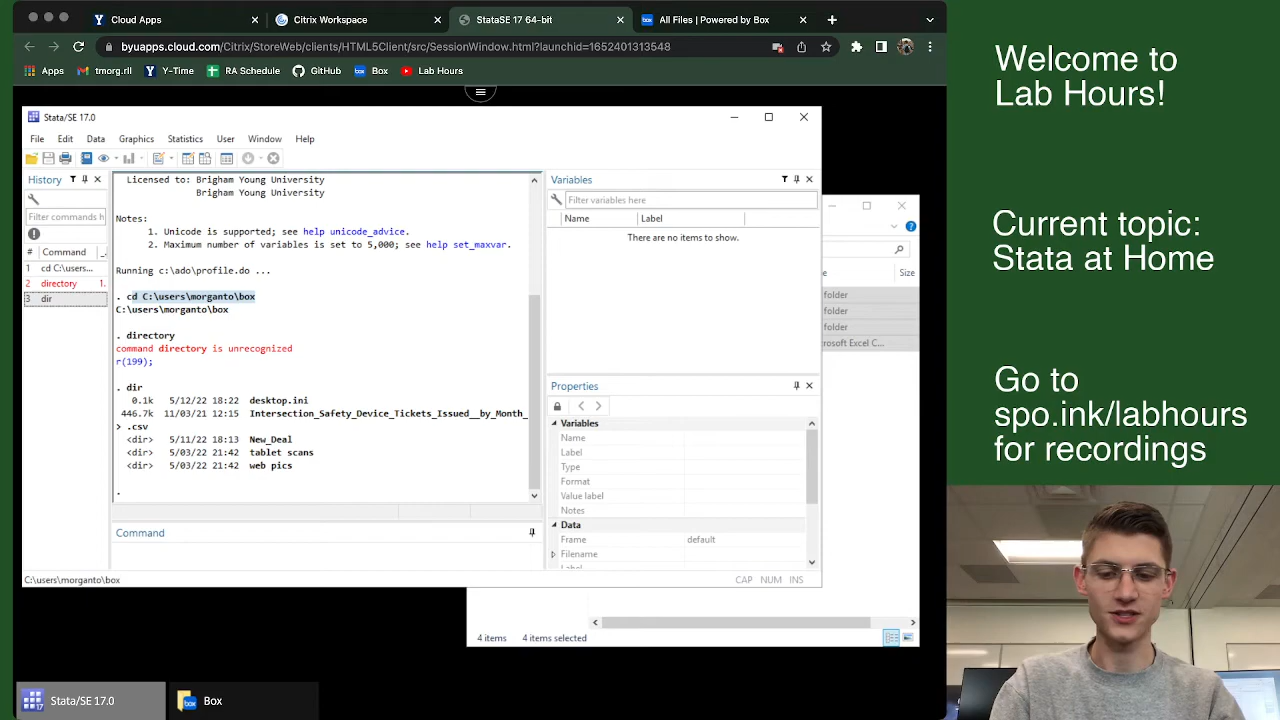 Cloud Apps
Citrix Workspace
StataSE 17 64-bit
All Files | Powered by Box
byuapps.cloud.com/Citrix/StoreWeb/clients/HTML5Client/src/SessionWindow.html?launchid=1652401313548
Apps
tmorg.ril
Y-Time
RA Schedule
GitHub
Box
Lab Hours
Stata/SE 17.0
File Edit Data Graphics Statistics User Window Help
History
Filter commands h
# Command
1 cd C:\users...
2 directory 1.
3 dir
Licensed to: Brigham Young University
Brigham Young University
Notes:
1. Unicode is supported; see help unicode_advice.
2. Maximum number of variables is set to 5,000; see help set_maxvar.
Running c:\ado\profile.do ...
. cd C:\users\morganto\box
C:\users\morganto\box
. directory
command directory is unrecognized
r(199);
. dir
0.1k 5/12/22 18:22 desktop.ini
446.7k 11/03/21 12:15 Intersection_Safety_Device_Tickets_Issued__by_Month_
> .csv
<dir> 5/11/22 18:13 New_Deal
<dir> 5/03/22 21:42 tablet scans
<dir> 5/03/22 21:42 web pics
.
Command
C:\users\morganto\box
Variables
Filter variables here
Name Label
There are no items to show.
Properties
Variables
Name
Label
Type
Format
Value label
Notes
Data
Frame default
Filename
Label
CAP NUM INS
Size
folder
folder
folder
rosoft Excel C...
4 items 4 items selected
Stata/SE 17.0
Box
Welcome to
Lab Hours!
Current topic:
Stata at Home
Go to
spo.ink/labhours
for recordings